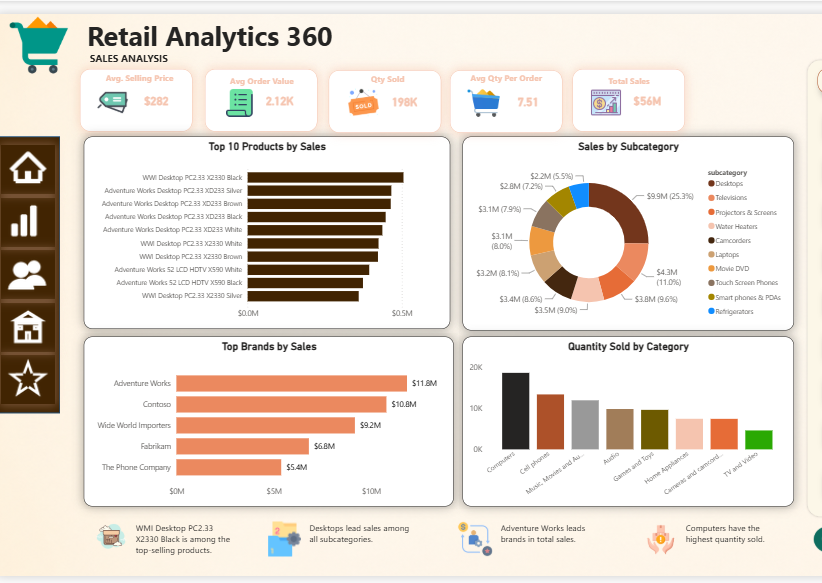 Retail Analytics 360
SALES ANALYSIS
Avg. Selling Price
$282
Avg Order Value
2.12K
Qty Sold
SOLD
198K
Avg Qty Per Order
7.51
Total Sales
$56M
Top 10 Products by Sales
WWI Desktop PC2.33 X2330 Black
Adventure Works Desktop PC2.33 XD233 Silver
Adventure Works Desktop PC2.33 XD233 Brown
Adventure Works Desktop PC2.33 XD233 Black
Adventure Works Desktop PC2.33 XD233 White
WWI Desktop PC2.33 X2330 White
WWI Desktop PC2.33 X2330 Brown
Adventure Works 52 LCD HDTV X590 White
Adventure Works 52 LCD HDTV X590 Black
WWI Desktop PC2.33 X2330 Silver
$0.0M
$0.5M
Sales by Subcategory
$9.9M (25.3%)
$4.3M
(11.0%)
$3.8M (9.6%)
$3.5M (9.0%)
$3.4M (8.6%)
$3.2M (8.1%)
$3.1M
(8.0%)
$3.1M (7.9%)
$2.8M (7.2%)
$2.2M (5.5%)
subcategory
Desktops
Televisions
Projectors & Screens
Water Heaters
Camcorders
Laptops
Movie DVD
Touch Screen Phones
Smart phones & PDAs
Refrigerators
Top Brands by Sales
Adventure Works
$11.8M
Contoso
$10.8M
Wide World Importers
$9.2M
Fabrikam
$6.8M
The Phone Company
$5.4M
$0M
$5M
$10M
Quantity Sold by Category
20K
10K
0K
Computers
Cell phones
Music, Movies and Au...
Audio
Games and Toys
Home Appliances
Cameras and camcord...
TV and Video
WMI Desktop PC2.33
X2330 Black is among the
top-selling products.
Desktops lead sales among
all subcategories.
Adventure Works leads
brands in total sales.
Computers have the
highest quantity sold.